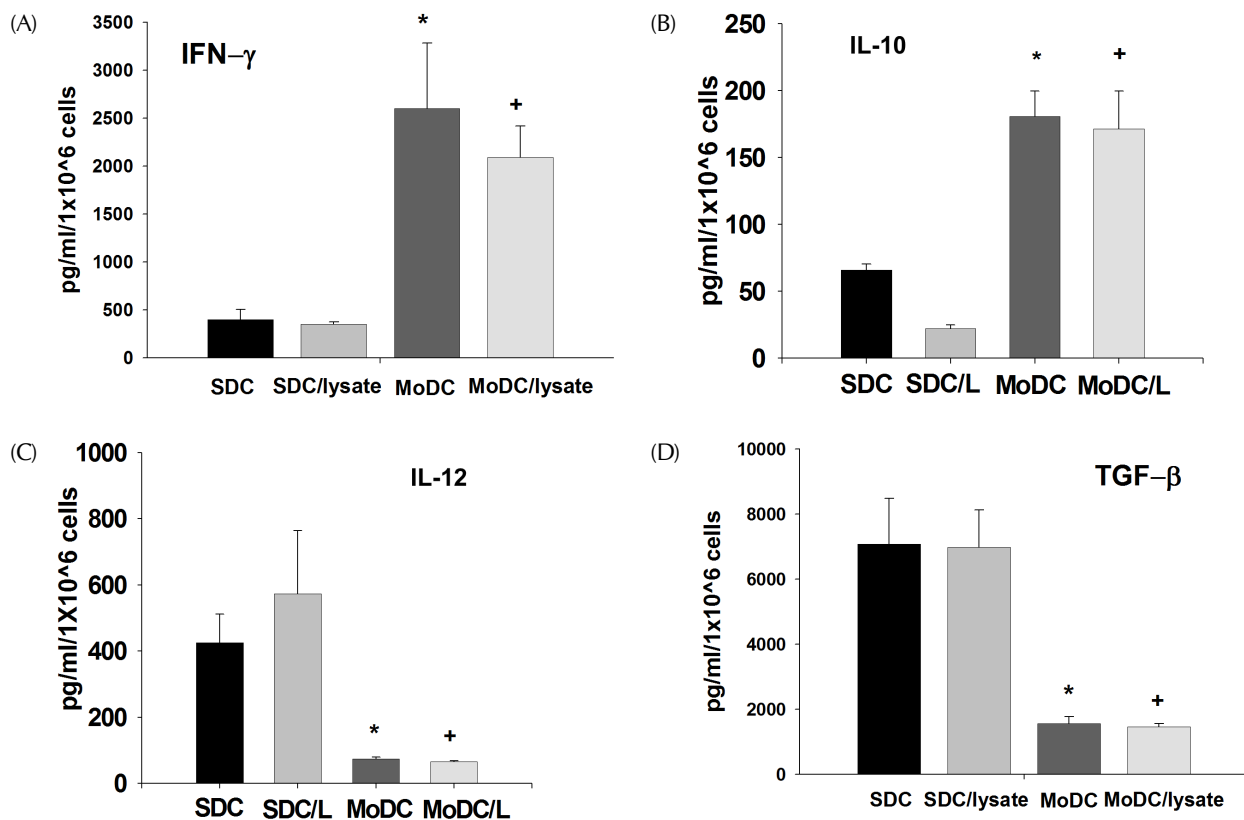 (A)
IFN–γ
pg/ml/1x10^6 cells
3500
3000
2500
2000
1500
1000
500
0
*
+
SDC SDC/lysate MoDC MoDC/lysate
(B)
IL-10
pg/ml/1x10^6 cells
250
200
150
100
50
0
*
+
SDC SDC/L MoDC MoDC/L
(C)
IL-12
pg/ml/1X10^6 cells
1000
800
600
400
200
0
*
+
SDC SDC/L MoDC MoDC/L
(D)
TGF–β
pg/ml/1x10^6 cells
10000
8000
6000
4000
2000
0
*
+
SDC SDC/lysate MoDC MoDC/lysate